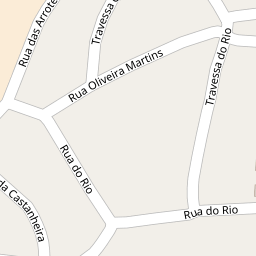 Rua das Arrote
Travessa d
Rua Oliveira Martins
Travessa do Rio
Rua do Rio
da Castanheira
Rua do Rio